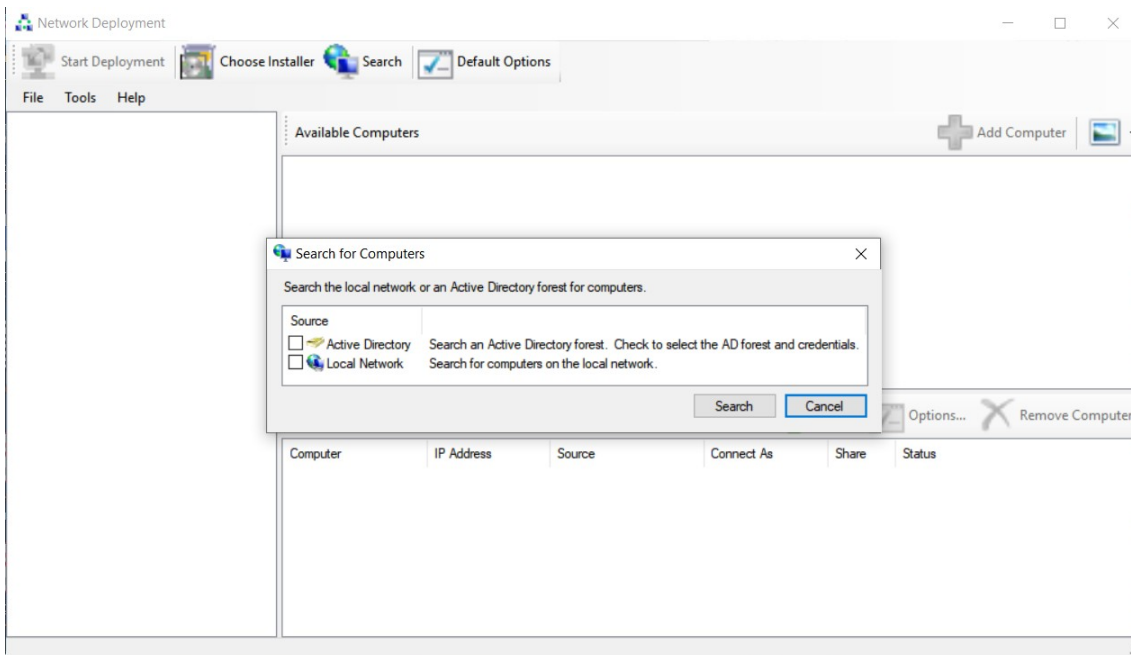 Network Deployment
Start Deployment Choose Installer Search Default Options
File Tools Help
Available Computers Add Computer
Search for Computers
Search the local network or an Active Directory forest for computers.
Source
Active Directory Search an Active Directory forest. Check to select the AD forest and credentials.
Local Network Search for computers on the local network.
Search Cancel
Options... Remove Computer
Computer IP Address Source Connect As Share Status